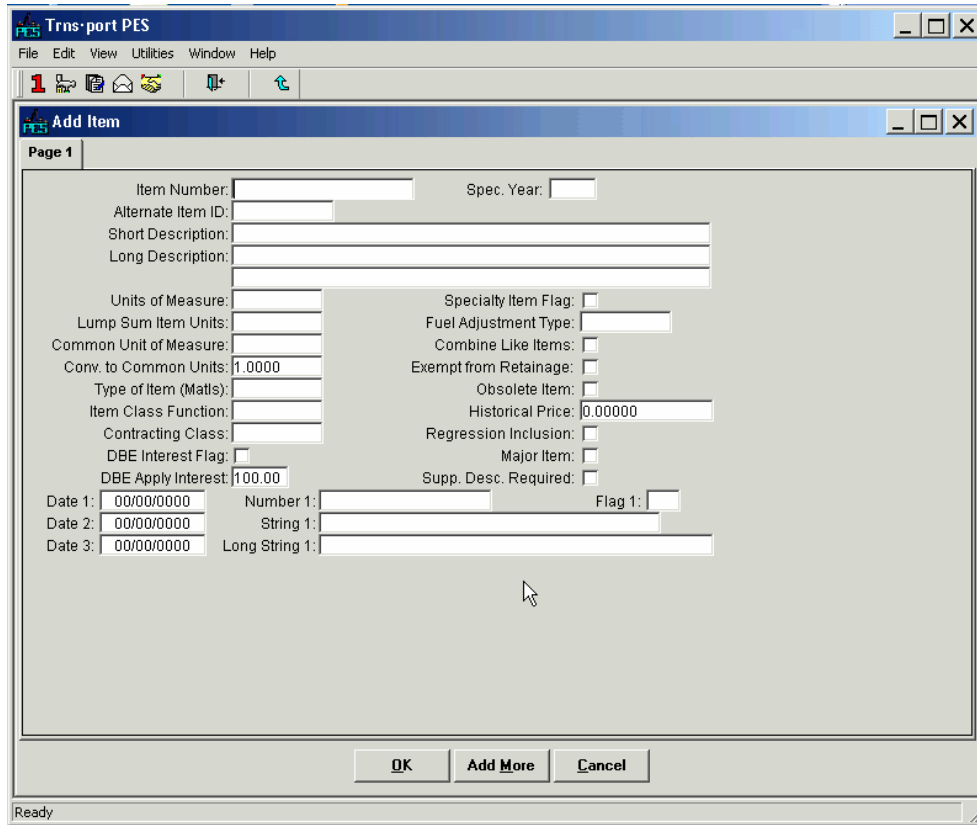 PES Trns·port PES
File Edit View Utilities Window Help
1
PES Add Item
Page 1
Item Number: Spec. Year:
Alternate Item ID:
Short Description:
Long Description:
Units of Measure: Specialty Item Flag:
Lump Sum Item Units: Fuel Adjustment Type:
Common Unit of Measure: Combine Like Items:
Conv. to Common Units: 1.0000 Exempt from Retainage:
Type of Item (Matls): Obsolete Item:
Item Class Function: Historical Price: 0.00000
Contracting Class: Regression Inclusion:
DBE Interest Flag: Major Item:
DBE Apply Interest: 100.00 Supp. Desc. Required:
Date 1: 00/00/0000 Number 1: Flag 1:
Date 2: 00/00/0000 String 1:
Date 3: 00/00/0000 Long String 1:
OK Add More Cancel
Ready